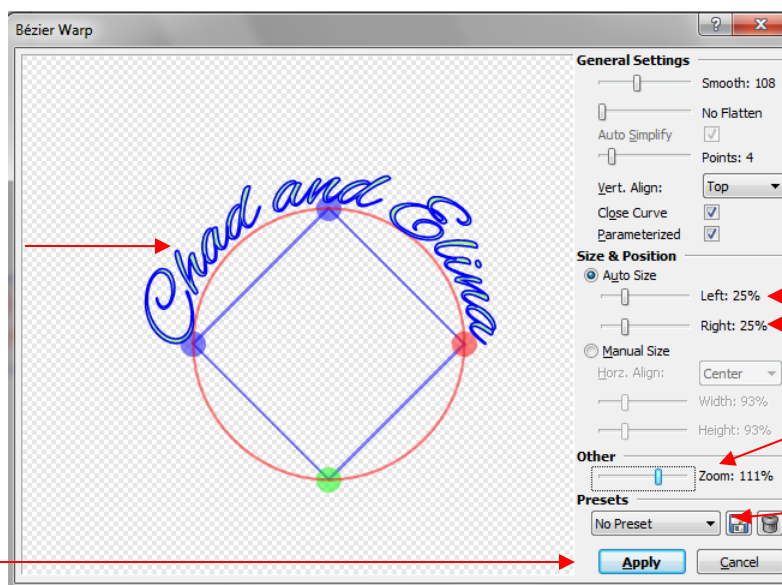 Bézier Warp
?
X
General Settings
Smooth: 108
No Flatten
Auto Simplify
Points: 4
Vert. Align: Top
Close Curve
Parameterized
Size & Position
Auto Size
Left: 25%
Right: 25%
Manual Size
Horz. Align: Center
Width: 93%
Height: 93%
Other
Zoom: 111%
Presets
No Preset
Apply Cancel
Chad and Elima